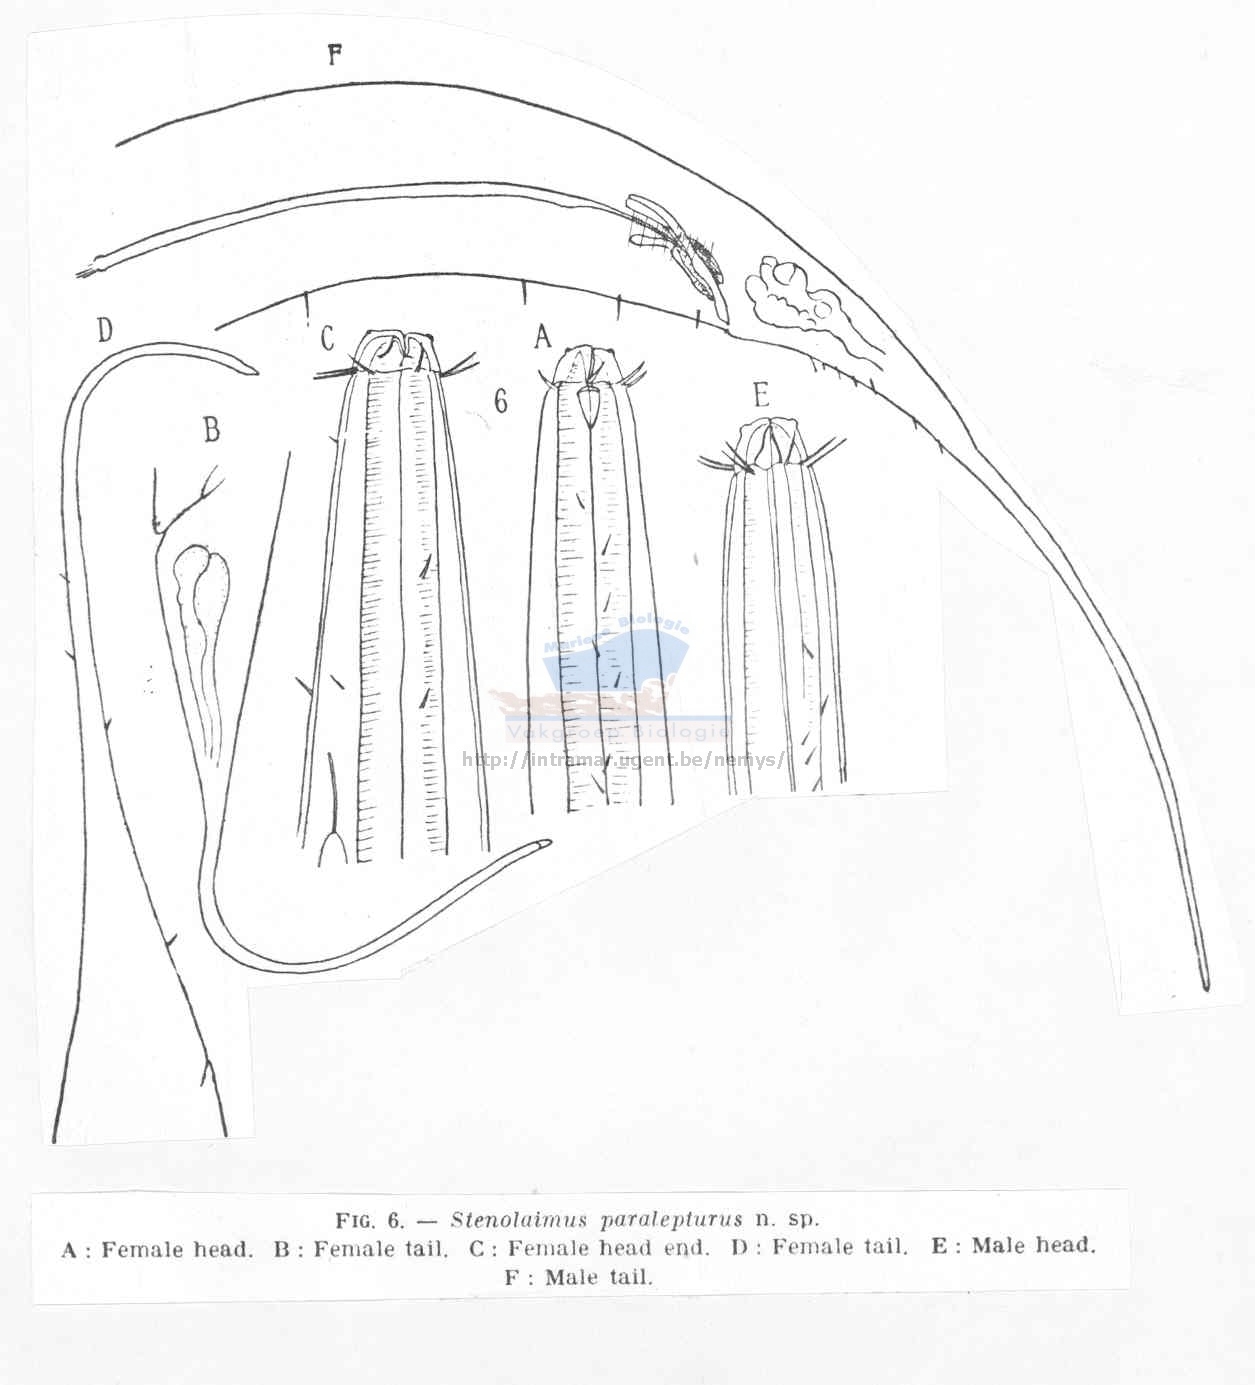 F
D
C
A
6
E
B
Mariene Biologie
Vakgroep Biologie
http://intramar.ugent.be/nemys/
FIG. 6. — Stenolaimus paralepturus n. sp.
A : Female head. B : Female tail. C : Female head end. D : Female tail. E : Male head.
F : Male tail.